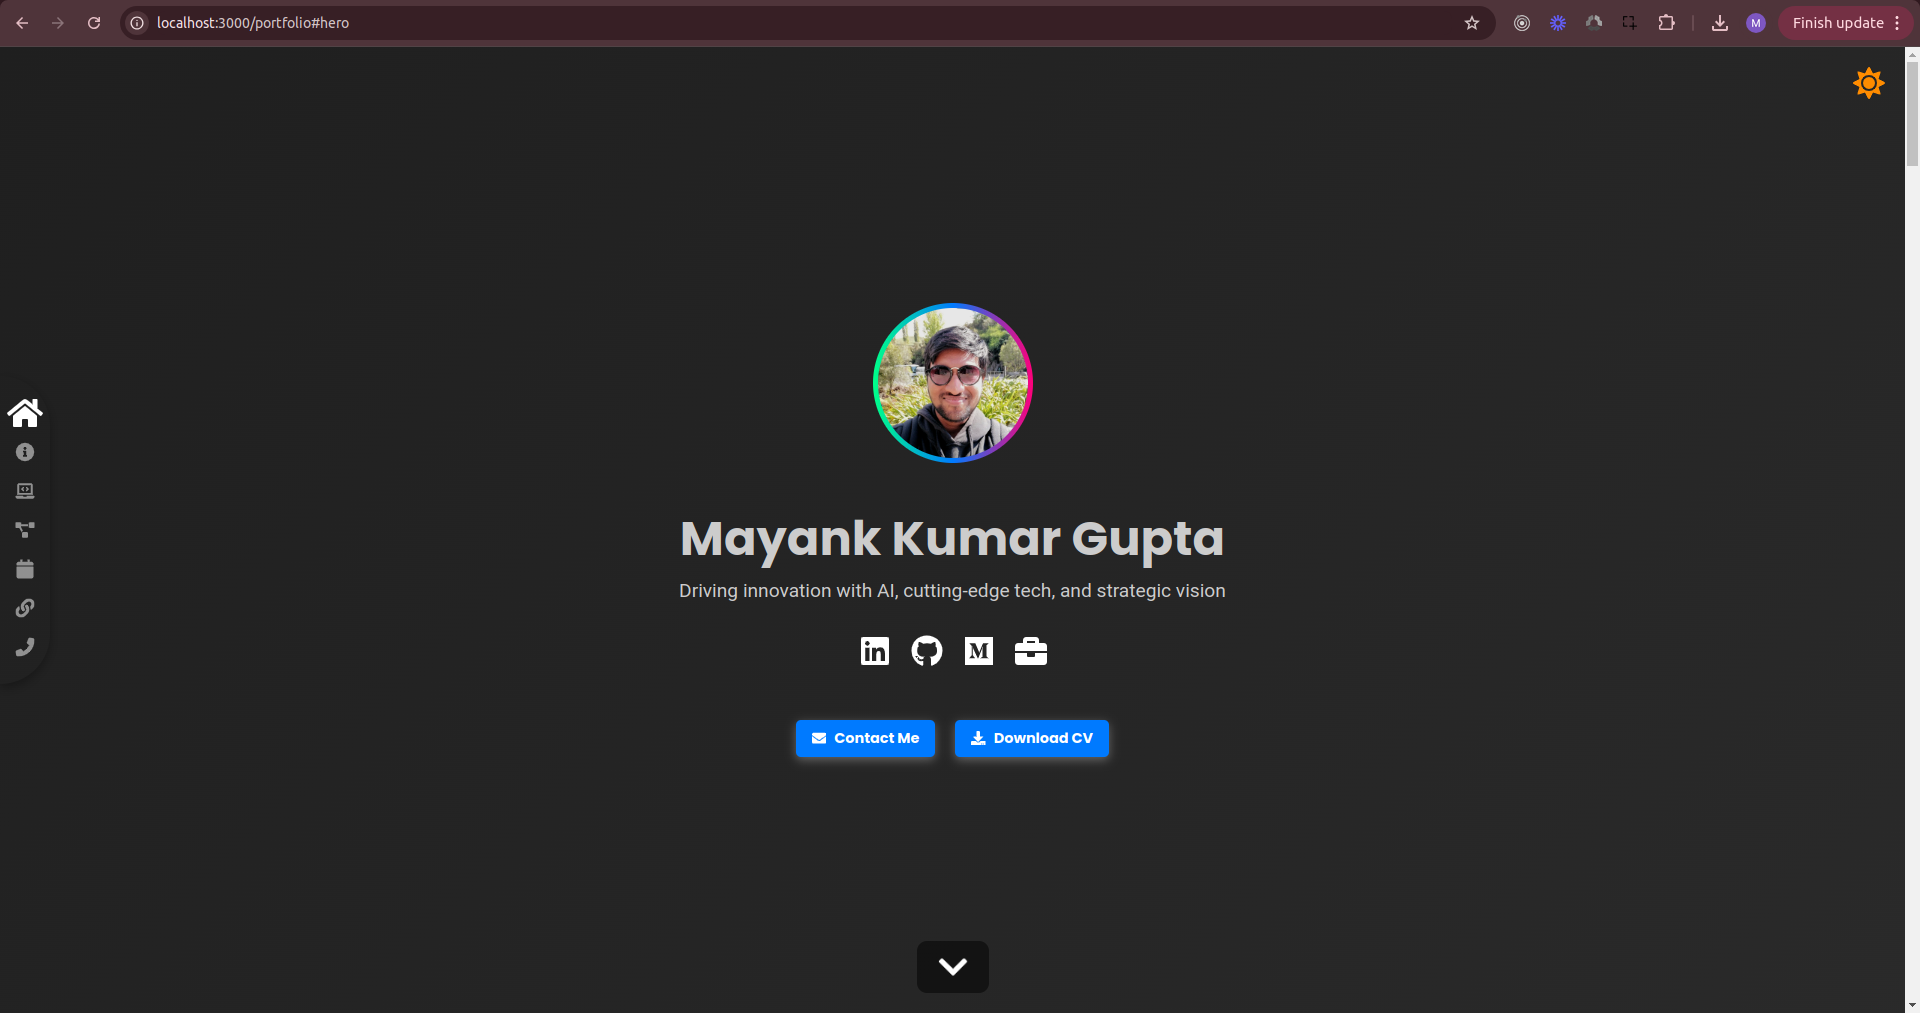 localhost:3000/portfolio#hero
M
Finish update
Mayank Kumar Gupta
Driving innovation with AI, cutting-edge tech, and strategic vision
in
M
Contact Me
Download CV